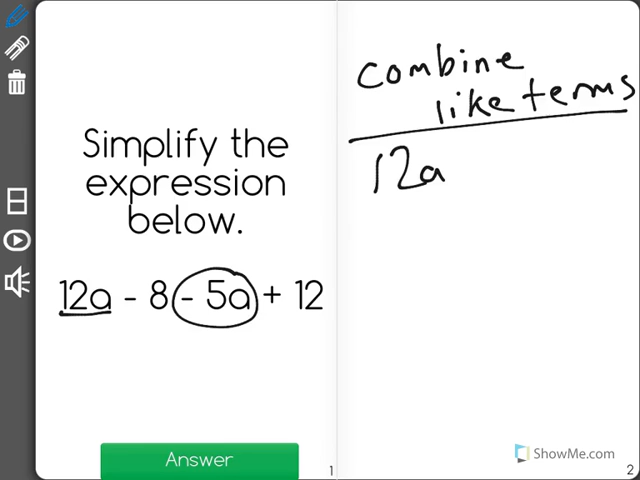 Simplify the
expression
below.
12a - 8 - 5a + 12
Answer
1
combine
like terms
12a
ShowMe.com
2